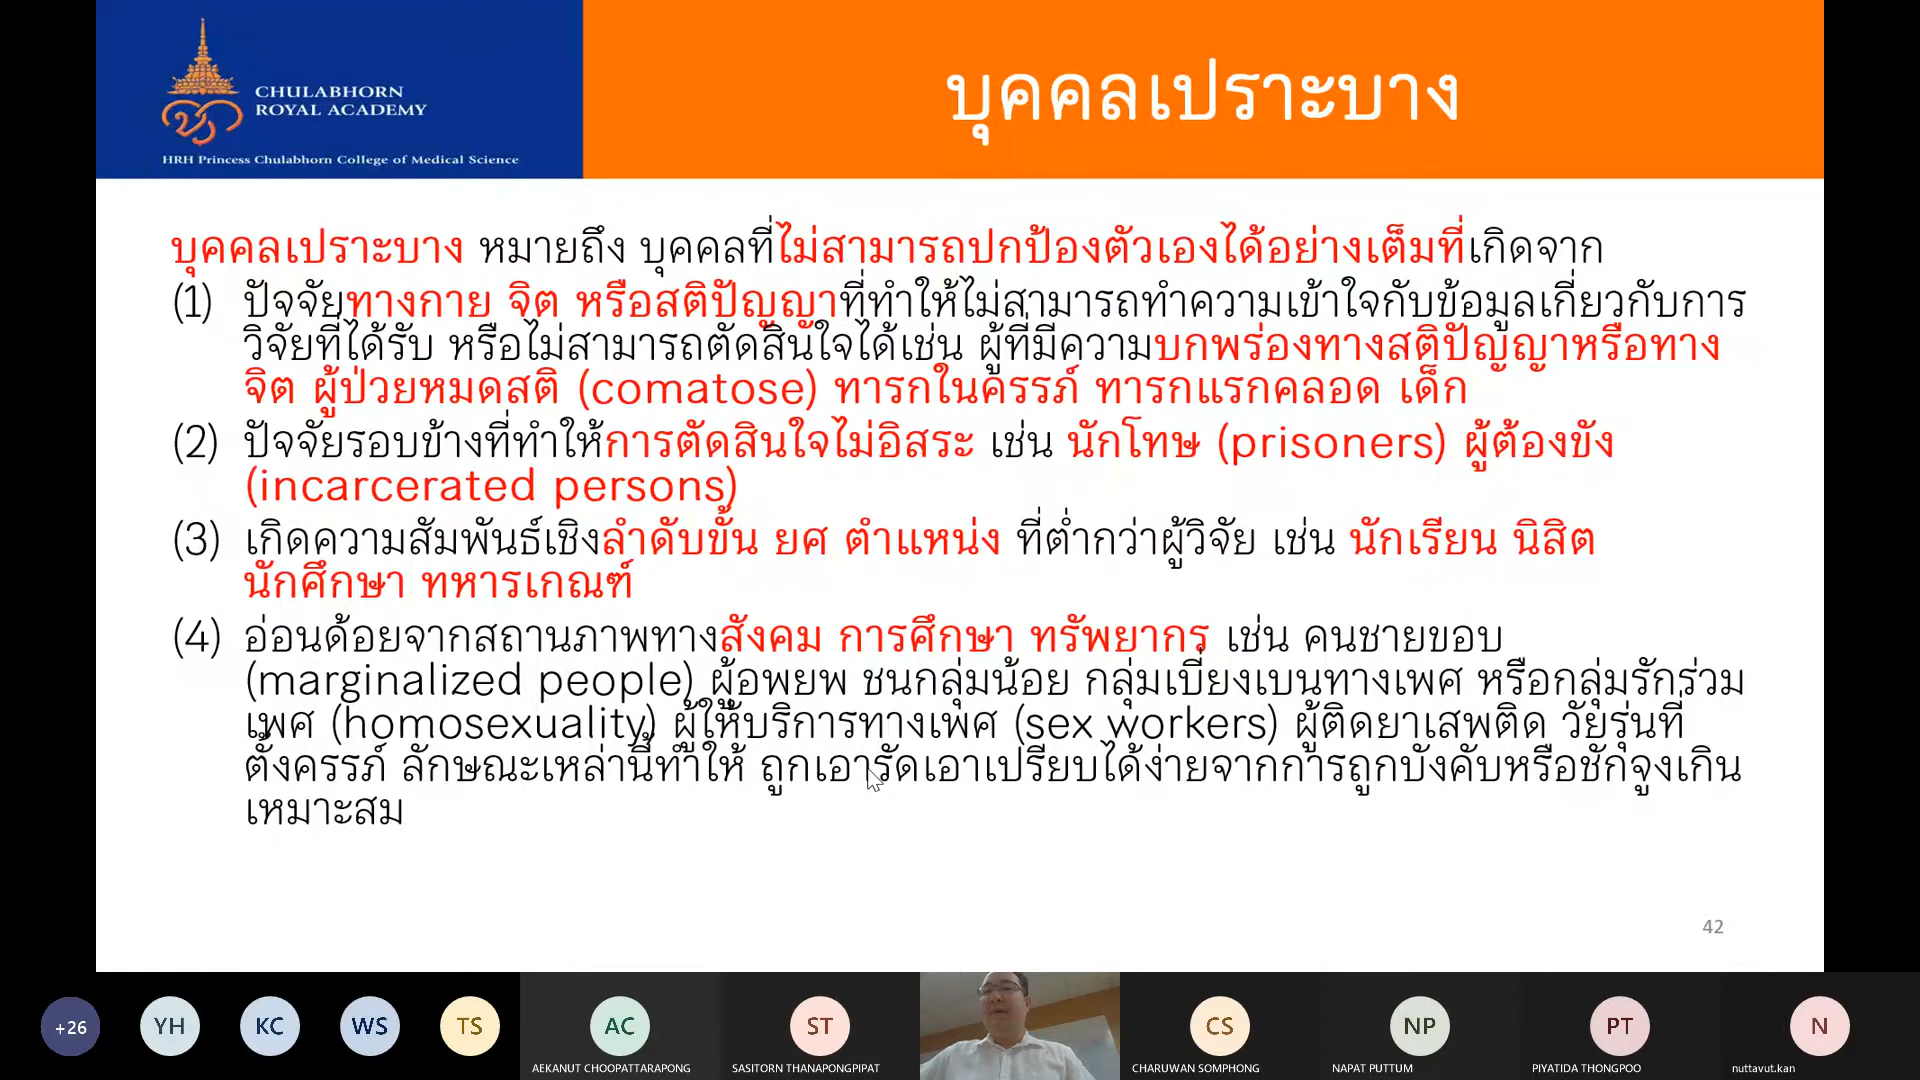 CHULABHORN
ROYAL ACADEMY
HRH Princess Chulabhorn College of Medical Science
บุคคลเปราะบาง
บุคคลเปราะบาง หมายถึง บุคคลที่ไม่สามารถปกป้องตัวเองได้อย่างเต็มที่เกิดจาก
(1) ปัจจัยทางกาย จิต หรือสติปัญญาที่ทำให้ไม่สามารถทำความเข้าใจกับข้อมูลเกี่ยวกับการ
วิจัยที่ได้รับ หรือไม่สามารถตัดสินใจได้เช่น ผู้ที่มีความบกพร่องทางสติปัญญาหรือทาง
จิต ผู้ป่วยหมดสติ (comatose) ทารกในครรภ์ ทารกแรกคลอด เด็ก
(2) ปัจจัยรอบข้างที่ทำให้การตัดสินใจไม่อิสระ เช่น นักโทษ (prisoners) ผู้ต้องขัง
(incarcerated persons)
(3) เกิดความสัมพันธ์เชิงลำดับขั้น ยศ ตำแหน่ง ที่ต่ำกว่าผู้วิจัย เช่น นักเรียน นิสิต
นักศึกษา ทหารเกณฑ์
(4) อ่อนด้อยจากสถานภาพทางสังคม การศึกษา ทรัพยากร เช่น คนชายขอบ
(marginalized people) ผู้อพยพ ชนกลุ่มน้อย กลุ่มเบี่ยงเบนทางเพศ หรือกลุ่มรักร่วม
เพศ (homosexuality) ผู้ให้บริการทางเพศ (sex workers) ผู้ติดยาเสพติด วัยรุ่นที่
ตั้งครรภ์ ลักษณะเหล่านี้ทำให้ ถูกเอารัดเอาเปรียบได้ง่ายจากการถูกบังคับหรือชักจูงเกิน
เหมาะสม
42
+26 YH KC WS TS AC ST CS NP PT N
AEKANUT CHOOPATTARAPONG SASITORN THANAPONGPIPAT CHARUWAN SOMPHONG NAPAT PUTTUM PIYATIDA THONGPOO nuttavut.kan